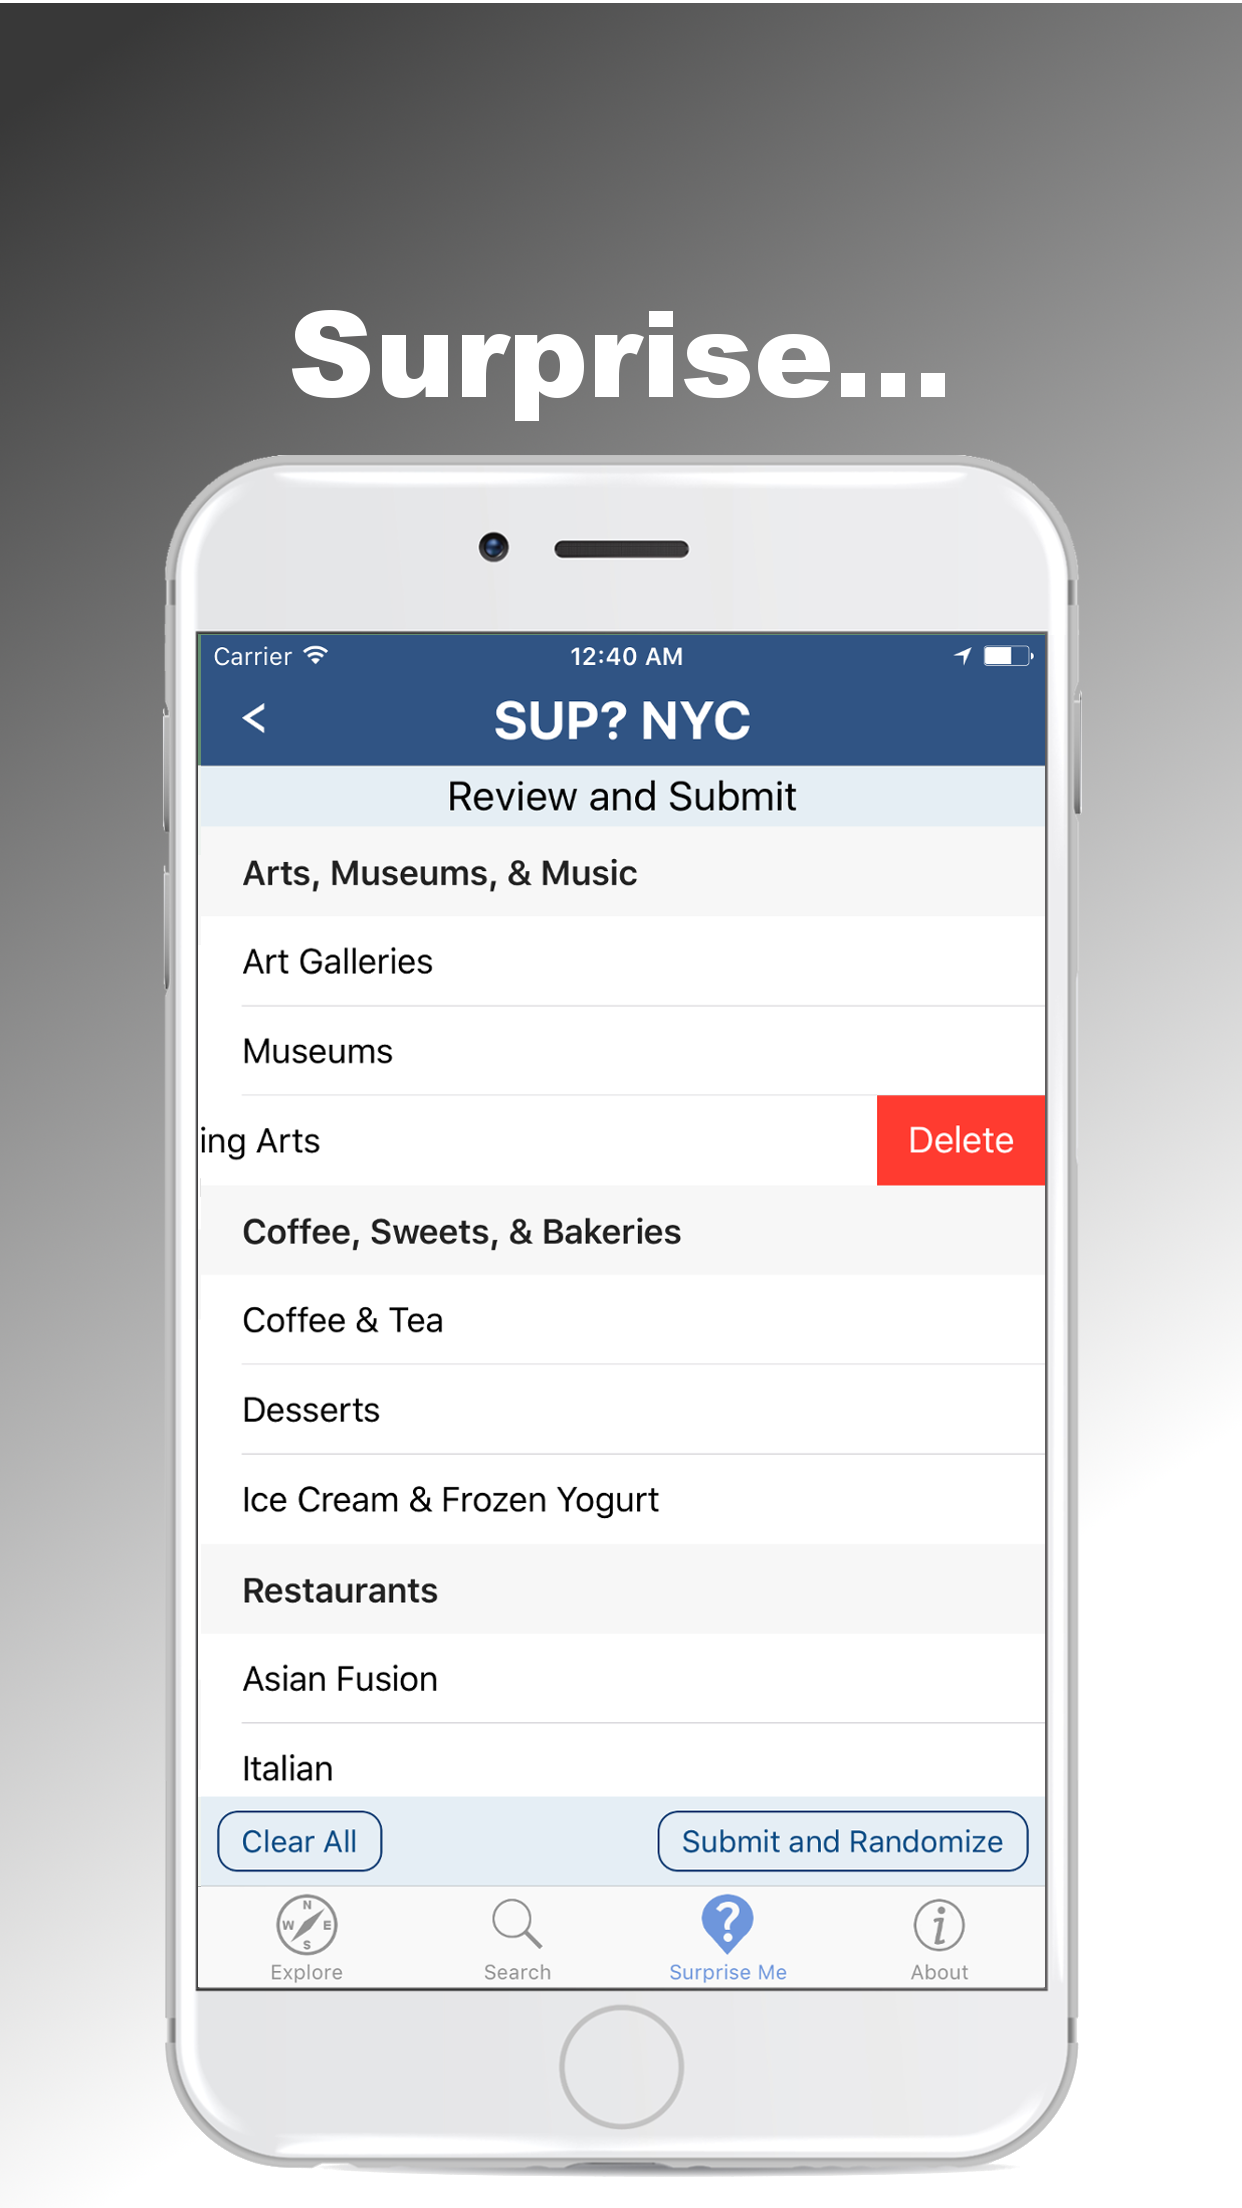 Surprise...
Carrier 12:40 AM
< SUP? NYC
Review and Submit
Arts, Museums, & Music
Art Galleries
Museums
ing Arts Delete
Coffee, Sweets, & Bakeries
Coffee & Tea
Desserts
Ice Cream & Frozen Yogurt
Restaurants
Asian Fusion
Italian
Clear All Submit and Randomize
N
W E
S
? i
Explore Search Surprise Me About